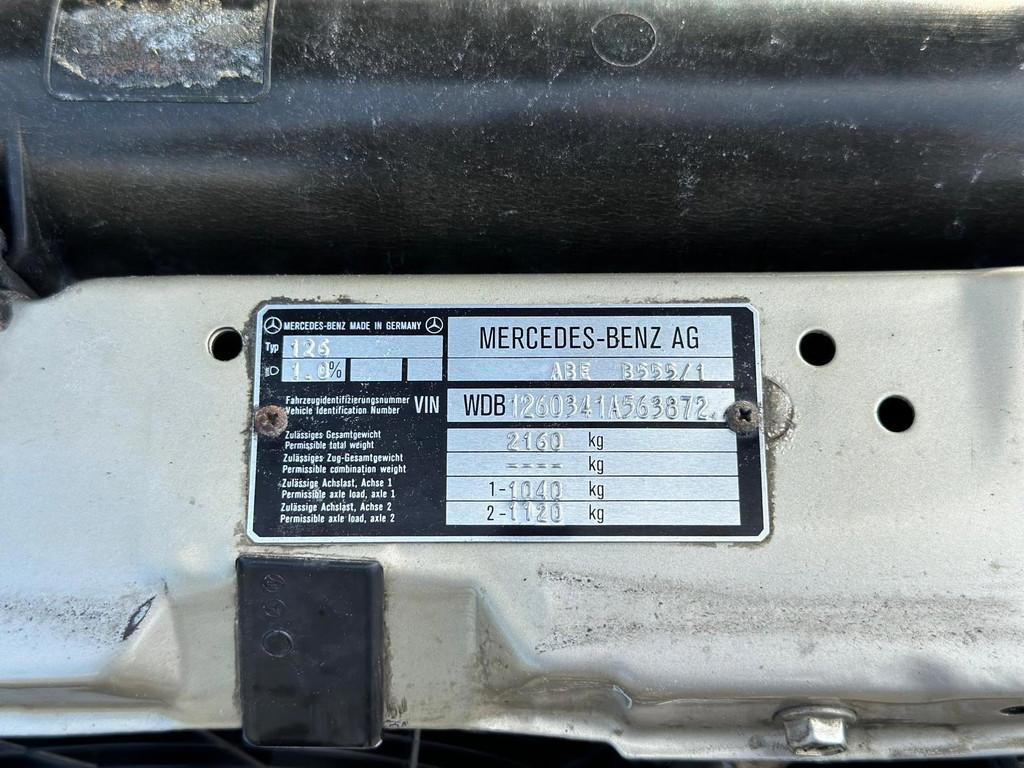 MERCEDES-BENZ MADE IN GERMANY
Typ 126
1.0%
MERCEDES-BENZ AG
ABE B555/1
Fahrzeugidentifizierungsnummer
Vehicle Identification Number VIN WDB1260341A563872
Zulässiges Gesamtgewicht
Permissible total weight 2160 kg
Zulässiges Zug-Gesamtgewicht
Permissible combination weight ---- kg
Zulässige Achslast, Achse 1
Permissible axle load, axle 1 1-1040 kg
Zulässige Achslast, Achse 2
Permissible axle load, axle 2 2-1120 kg